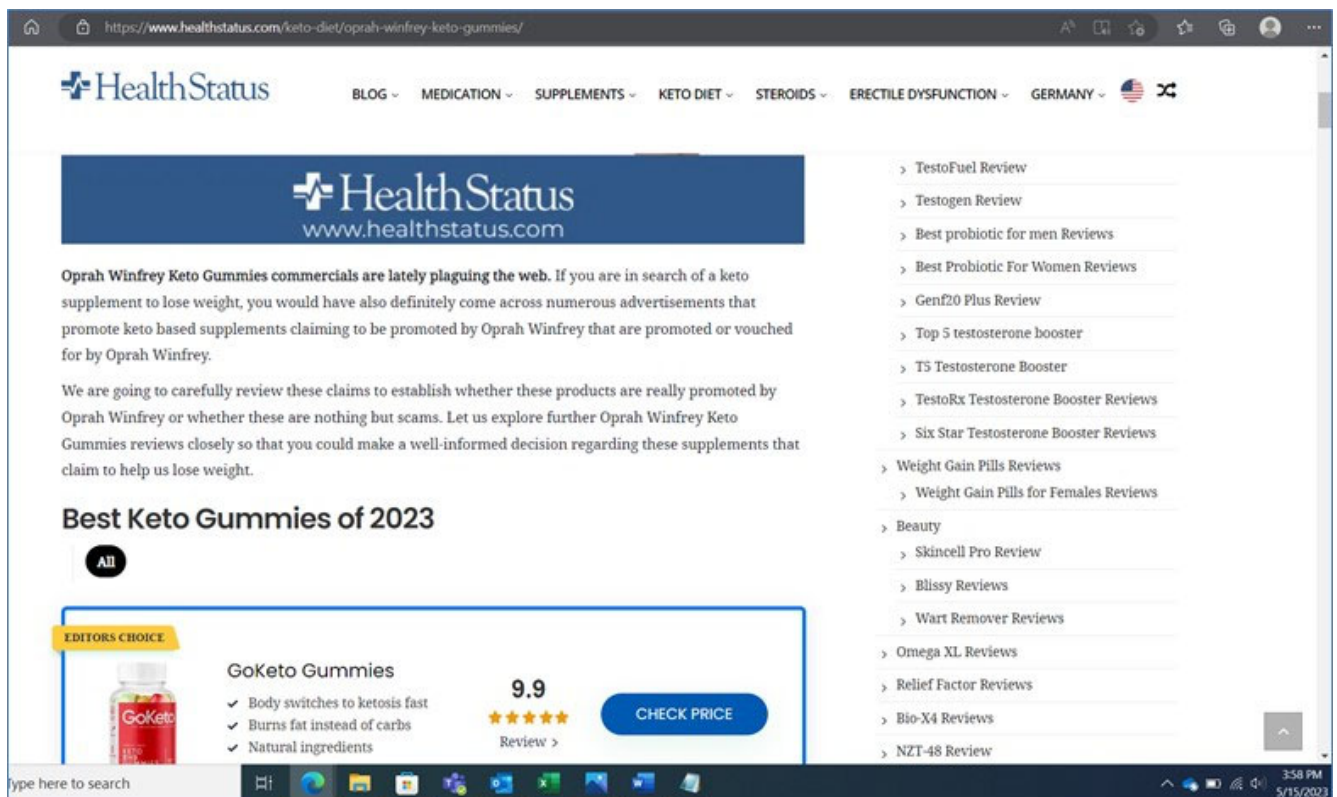 https://www.healthstatus.com/keto-diet/oprah-winfrey-keto-gummies/
HealthStatus
BLOG MEDICATION SUPPLEMENTS KETO DIET STEROIDS ERECTILE DYSFUNCTION GERMANY
HealthStatus
www.healthstatus.com
Oprah Winfrey Keto Gummies commercials are lately plaguing the web. If you are in search of a keto
supplement to lose weight, you would have also definitely come across numerous advertisements that
promote keto based supplements claiming to be promoted by Oprah Winfrey that are promoted or vouched
for by Oprah Winfrey.
We are going to carefully review these claims to establish whether these products are really promoted by
Oprah Winfrey or whether these are nothing but scams. Let us explore further Oprah Winfrey Keto
Gummies reviews closely so that you could make a well-informed decision regarding these supplements that
claim to help us lose weight.
Best Keto Gummies of 2023
All
EDITORS CHOICE
GoKeto
KETO
GoKeto Gummies
Body switches to ketosis fast
Burns fat instead of carbs
Natural ingredients
9.9
Review >
CHECK PRICE
TestoFuel Review
Testogen Review
Best probiotic for men Reviews
Best Probiotic For Women Reviews
Genf20 Plus Review
Top 5 testosterone booster
T5 Testosterone Booster
TestoRx Testosterone Booster Reviews
Six Star Testosterone Booster Reviews
Weight Gain Pills Reviews
Weight Gain Pills for Females Reviews
Beauty
Skincell Pro Review
Blissy Reviews
Wart Remover Reviews
Omega XL Reviews
Relief Factor Reviews
Bio-X4 Reviews
NZT-48 Review
Type here to search
3:58 PM
5/15/2023